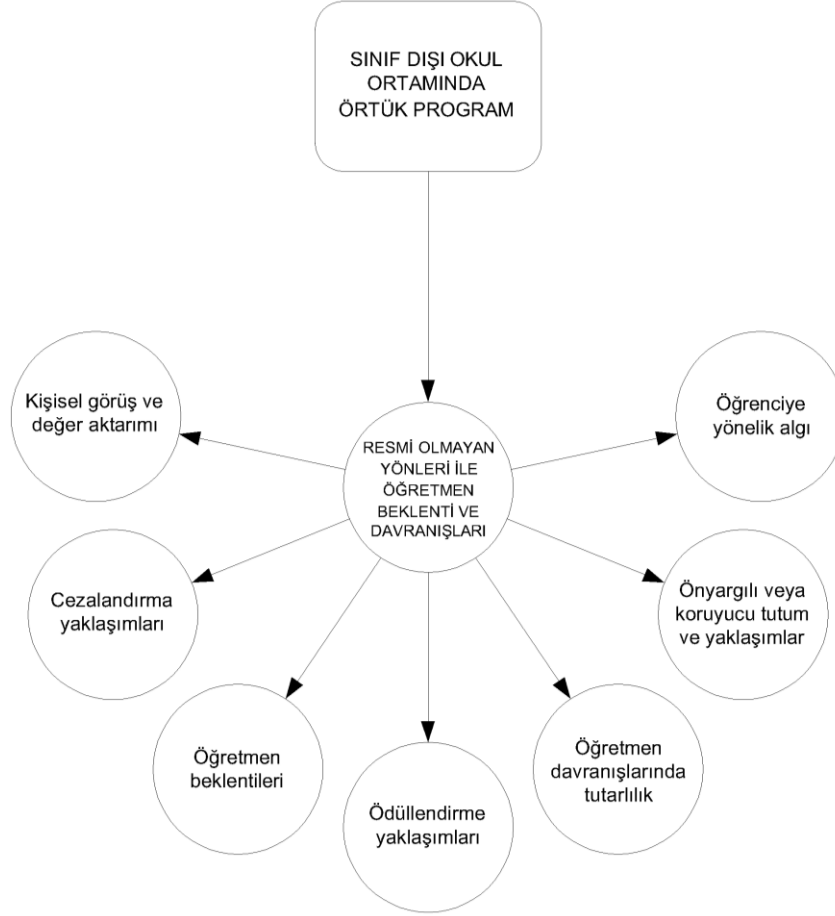 SINIF DIŞI OKUL
ORTAMINDA
ÖRTÜK PROGRAM
Kişisel görüş ve
değer aktarımı
RESMİ OLMAYAN
YÖNLERİ İLE
ÖĞRETMEN
BEKLENTİ VE
DAVRANIŞLARI
Öğrenciye
yönelik algı
Cezalandırma
yaklaşımları
Önyargılı veya
koruyucu tutum
ve yaklaşımlar
Öğretmen
beklentileri
Ödüllendirme
yaklaşımları
Öğretmen
davranışlarında
tutarlılık